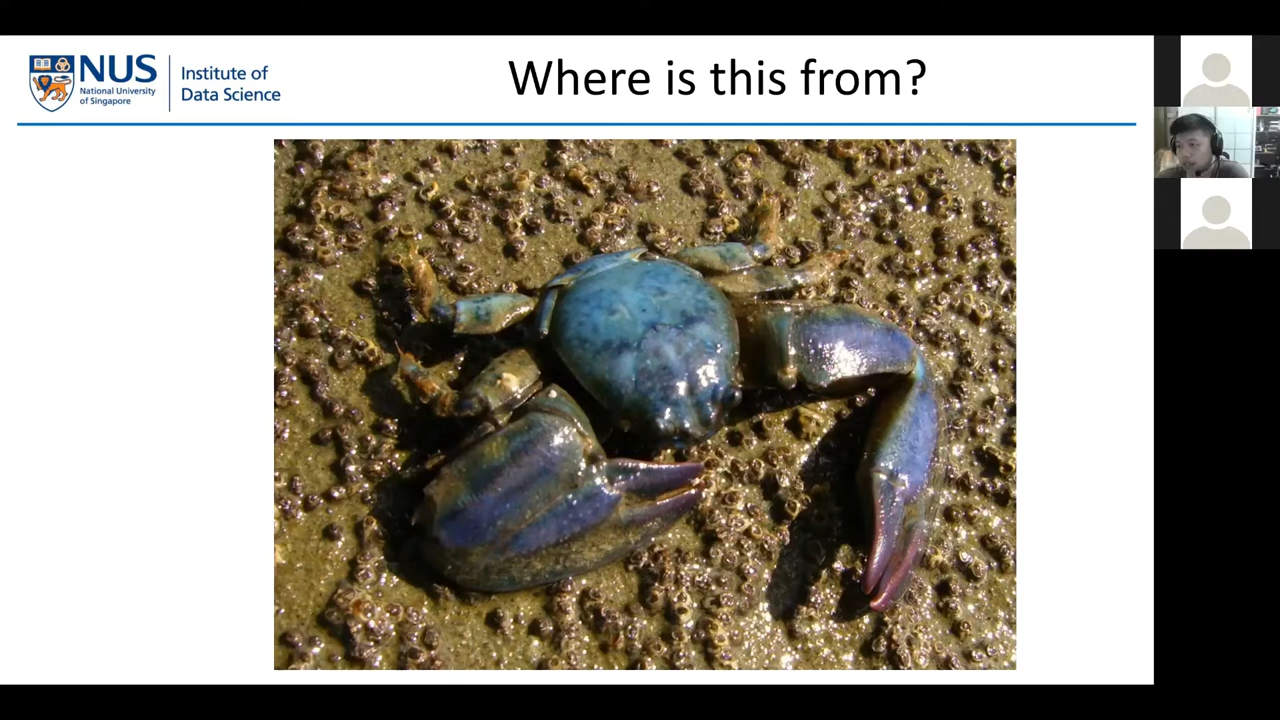 NUS
National University
of Singapore
Institute of
Data Science
Where is this from?